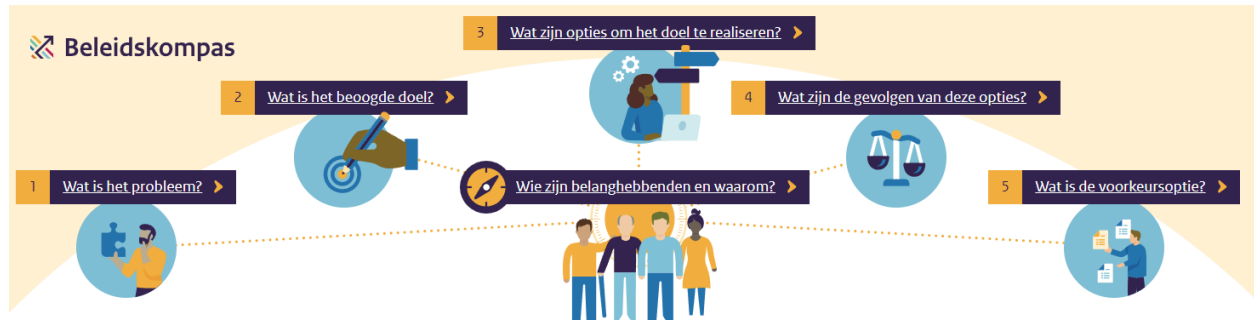 Beleidskompas
1 Wat is het probleem?
2 Wat is het beoogde doel?
3 Wat zijn opties om het doel te realiseren?
4 Wat zijn de gevolgen van deze opties?
5 Wat is de voorkeursoptie?
Wie zijn belanghebbenden en waarom?